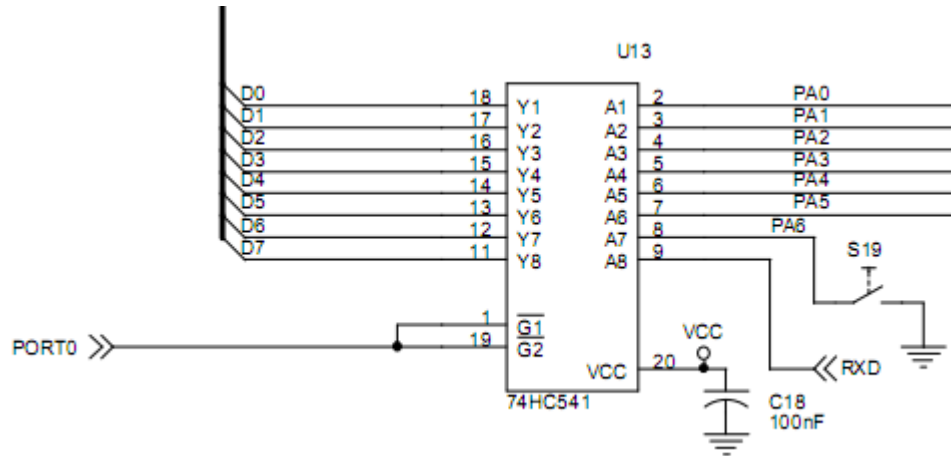 U13
D0 18 Y1 A1 2 PA0
D1 17 Y2 A2 3 PA1
D2 16 Y3 A3 4 PA2
D3 15 Y4 A4 5 PA3
D4 14 Y5 A5 6 PA4
D5 13 Y6 A6 7 PA5
D6 12 Y7 A7 8 PA6
D7 11 Y8 A8 9 S19
1 G1
PORT0 19 G2 VCC
VCC 20 RXD
74HC541 C18
100nF